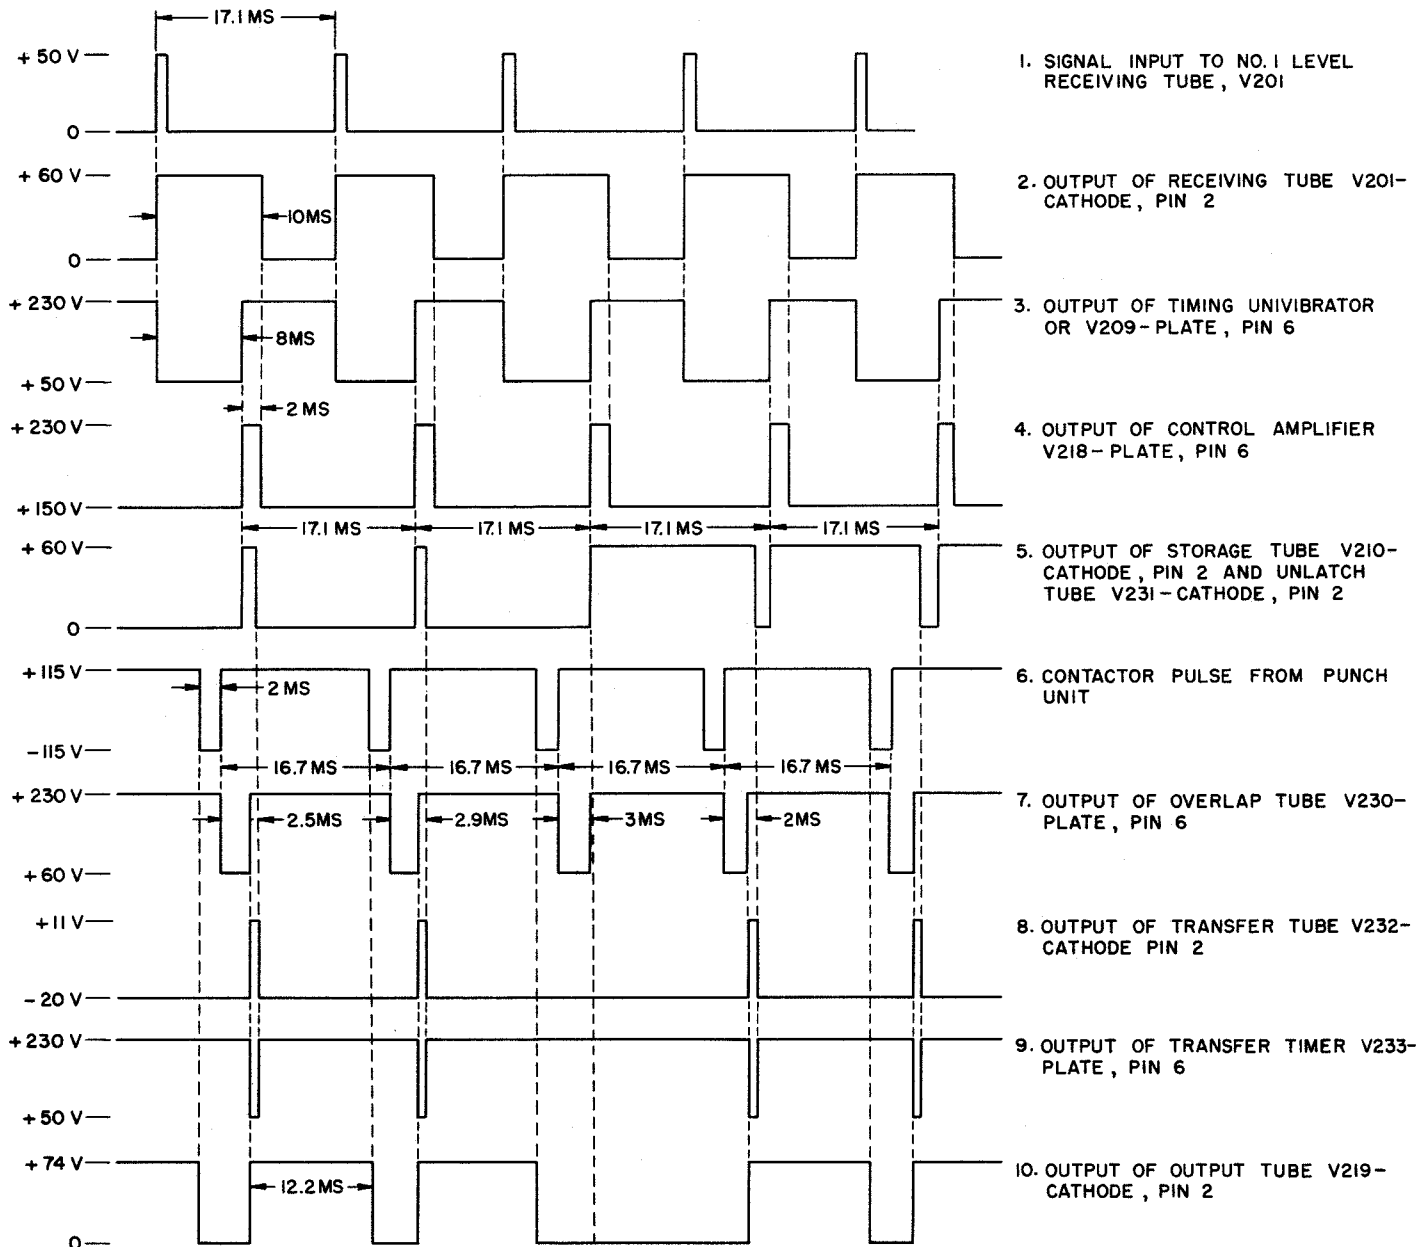 17.1 MS
+ 50 V
0
1. SIGNAL INPUT TO NO. 1 LEVEL
RECEIVING TUBE, V201
+ 60 V
10MS
0
2. OUTPUT OF RECEIVING TUBE V201-
CATHODE, PIN 2
+ 230 V
8MS
+ 50 V
3. OUTPUT OF TIMING UNIVIBRATOR
OR V209-PLATE, PIN 6
2 MS
+ 230 V
+ 150 V
4. OUTPUT OF CONTROL AMPLIFIER
V218-PLATE, PIN 6
17.1 MS 17.1 MS 17.1 MS 17.1 MS
+ 60 V
0
5. OUTPUT OF STORAGE TUBE V210-
CATHODE, PIN 2 AND UNLATCH
TUBE V231-CATHODE, PIN 2
+115 V
2 MS
-115 V
6. CONTACTOR PULSE FROM PUNCH
UNIT
16.7 MS 16.7 MS 16.7 MS 16.7 MS
+ 230 V
2.5MS 2.9MS 3MS 2MS
+ 60 V
7. OUTPUT OF OVERLAP TUBE V230-
PLATE, PIN 6
+11 V
- 20 V
8. OUTPUT OF TRANSFER TUBE V232-
CATHODE PIN 2
+ 230 V
+ 50 V
9. OUTPUT OF TRANSFER TIMER V233-
PLATE, PIN 6
+ 74 V
12.2 MS
0
10. OUTPUT OF OUTPUT TUBE V219-
CATHODE, PIN 2